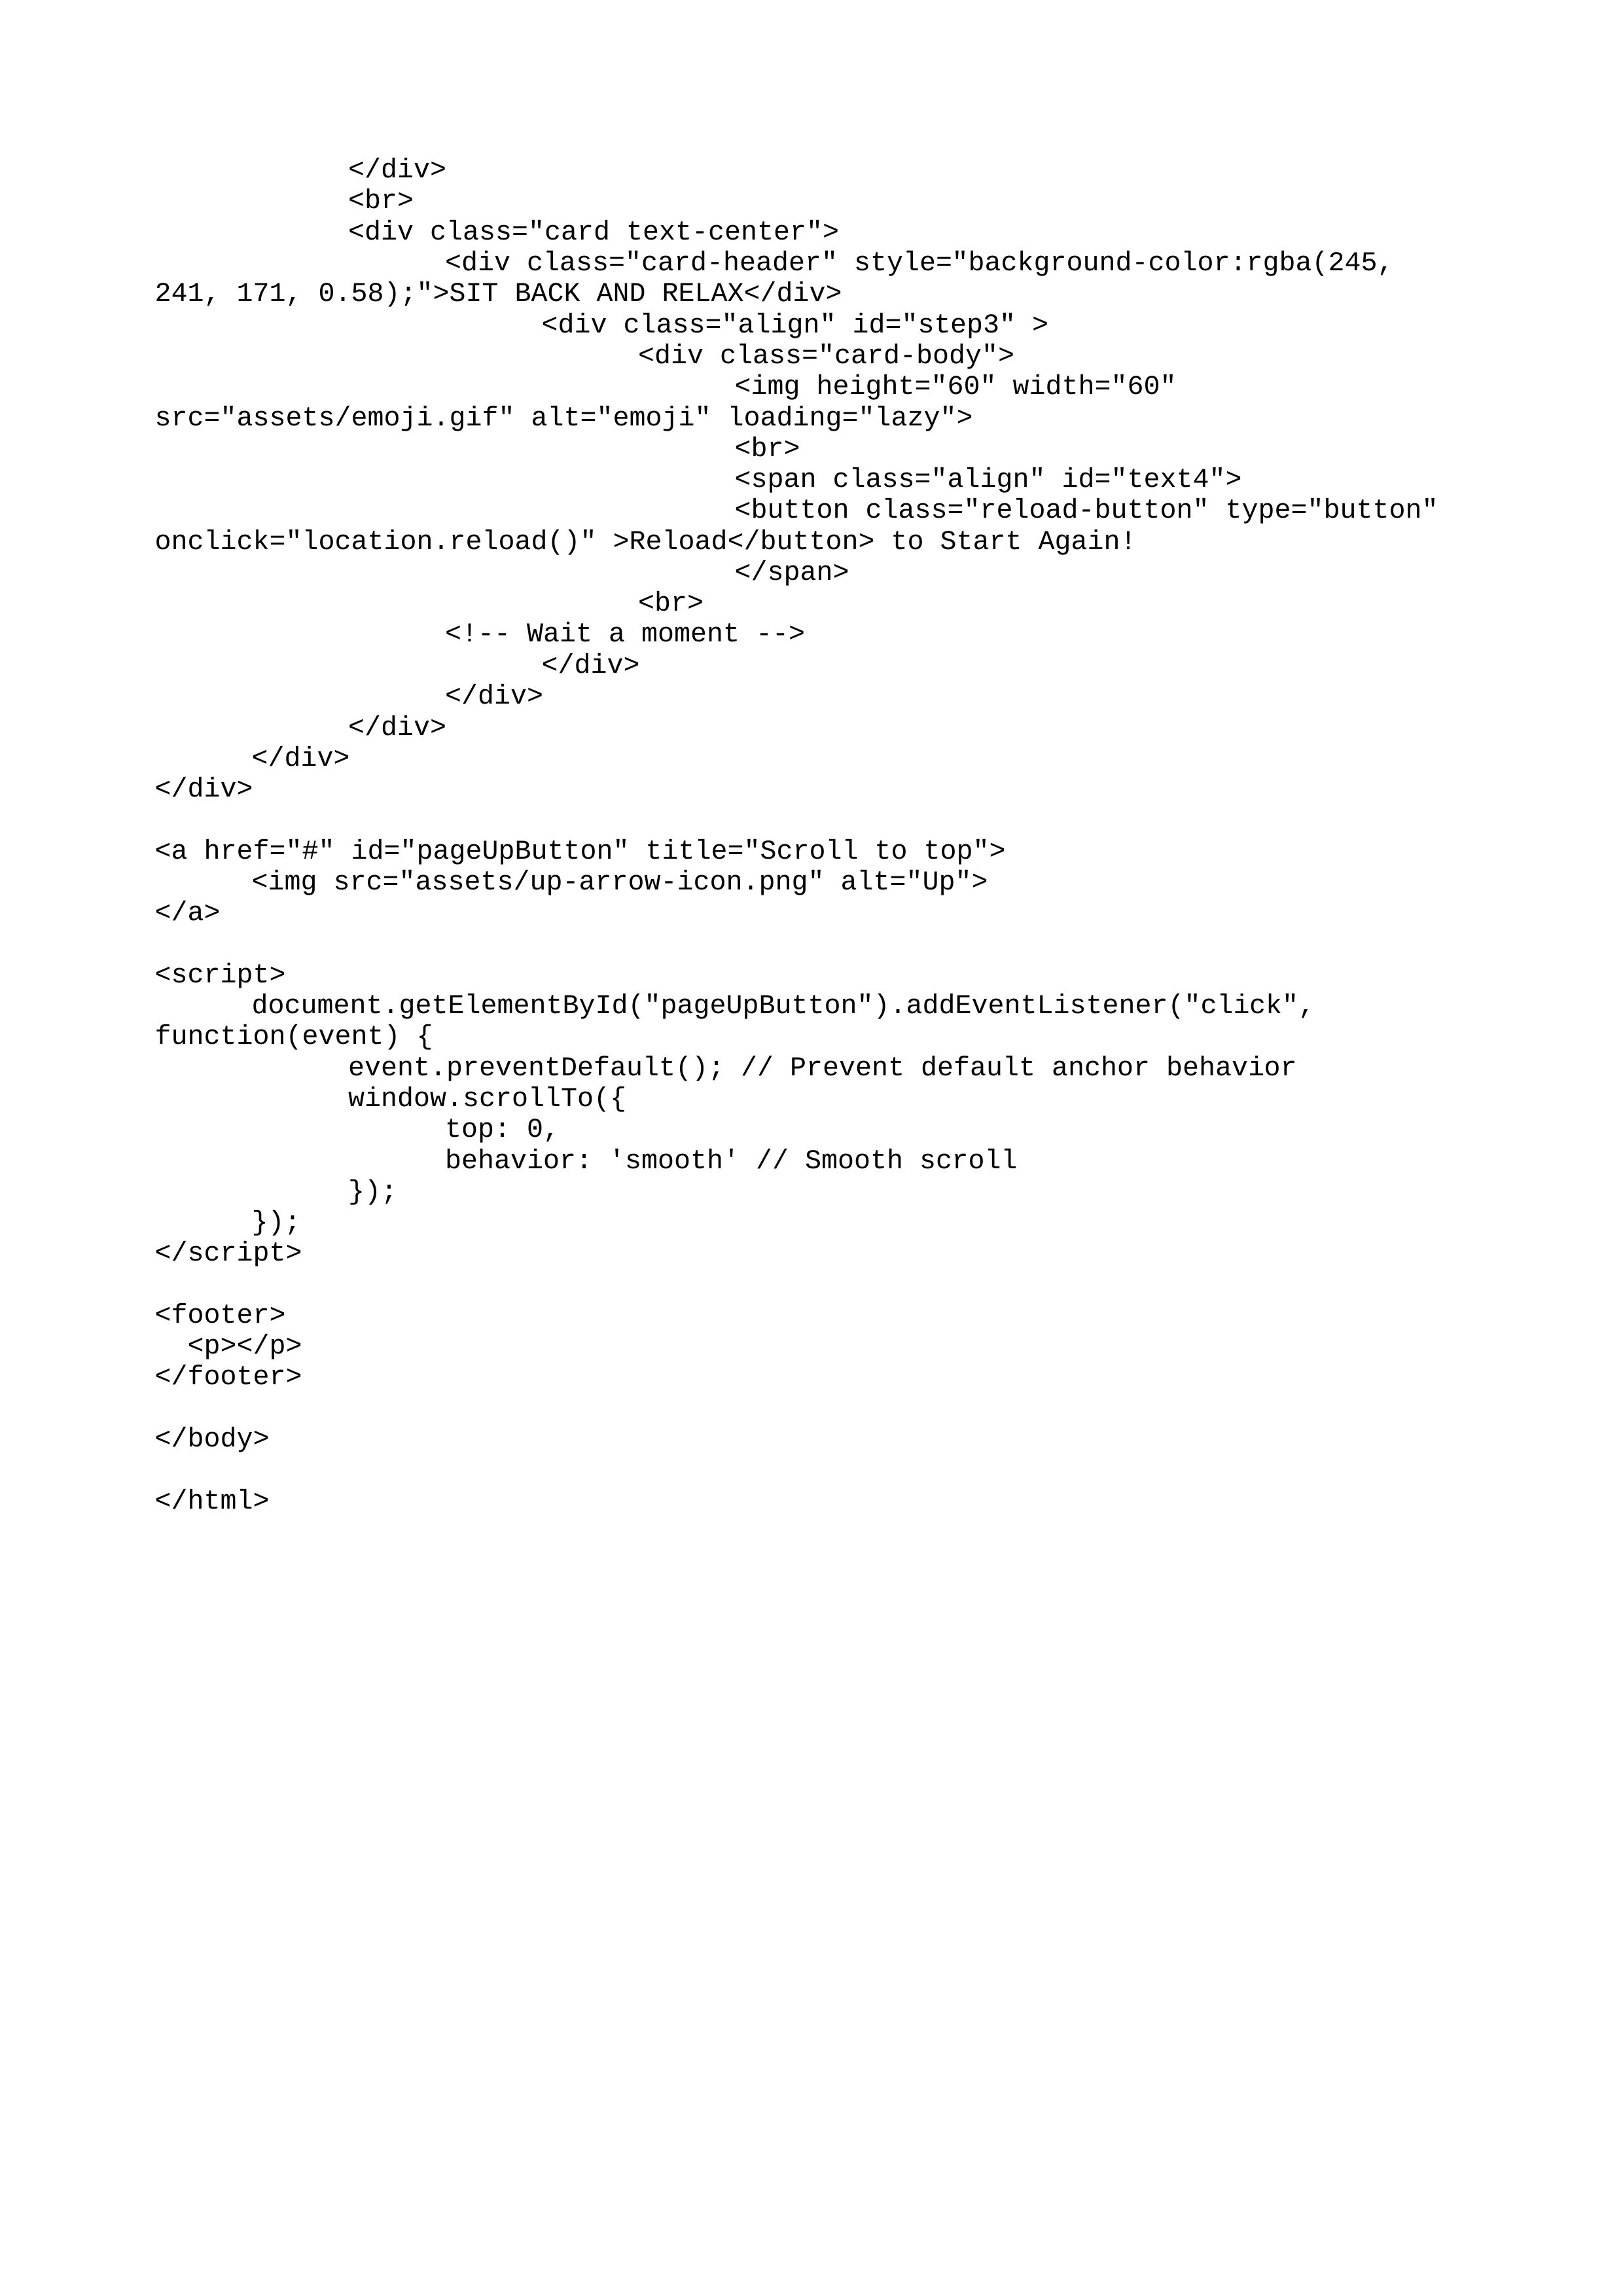 </div>
<br>
<div class="card text-center">
<div class="card-header" style="background-color:rgba(245,
241, 171, 0.58);">SIT BACK AND RELAX</div>
<div class="align" id="step3" >
<div class="card-body">
<img height="60" width="60"
src="assets/emoji.gif" alt="emoji" loading="lazy">
<br>
<span class="align" id="text4">
<button class="reload-button" type="button"
onclick="location.reload()" >Reload</button> to Start Again!
</span>
<br>
<!-- Wait a moment -->
</div>
</div>
</div>
</div>
</div>

<a href="#" id="pageUpButton" title="Scroll to top">
<img src="assets/up-arrow-icon.png" alt="Up">
</a>

<script>
document.getElementById("pageUpButton").addEventListener("click",
function(event) {
event.preventDefault(); // Prevent default anchor behavior
window.scrollTo({
top: 0,
behavior: 'smooth' // Smooth scroll
});
});
</script>

<footer>
<p></p>
</footer>

</body>

</html>